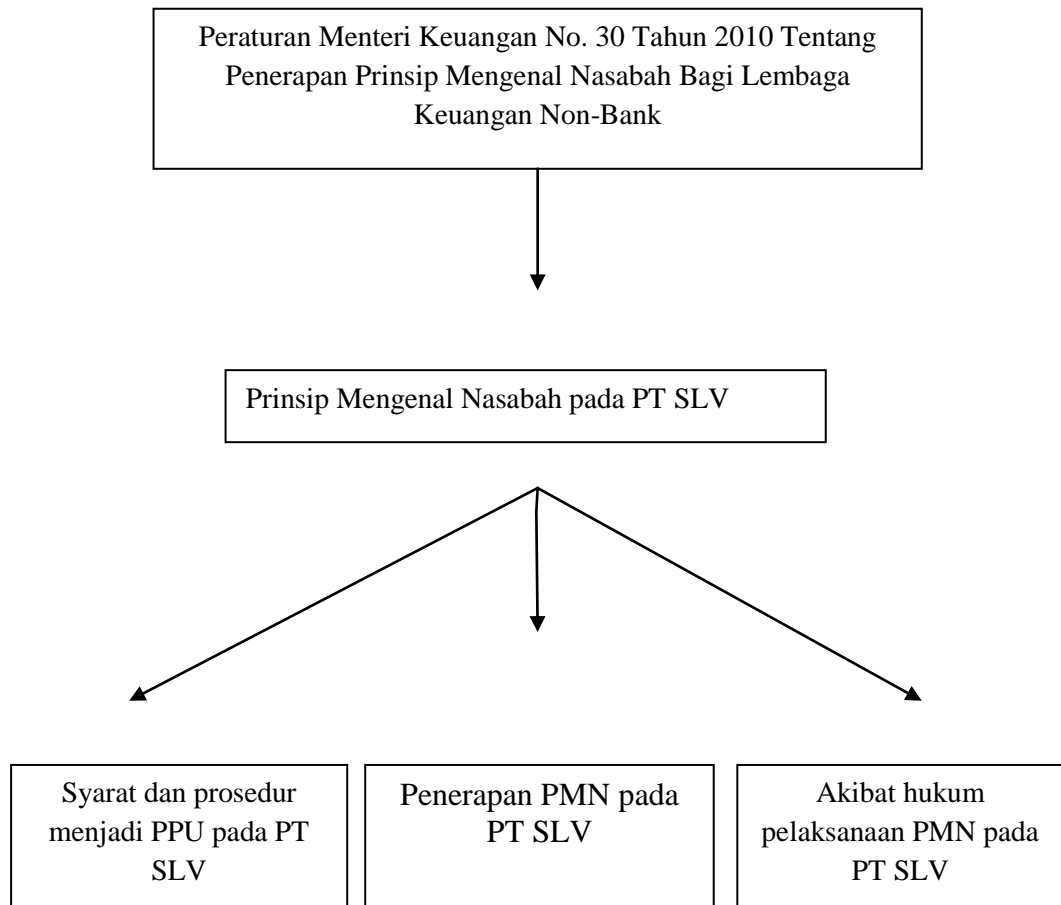 Peraturan Menteri Keuangan No. 30 Tahun 2010 Tentang
Penerapan Prinsip Mengenal Nasabah Bagi Lembaga
Keuangan Non-Bank
Prinsip Mengenal Nasabah pada PT SLV
Syarat dan prosedur
menjadi PPU pada PT
SLV
Penerapan PMN pada
PT SLV
Akibat hukum
pelaksanaan PMN pada
PT SLV